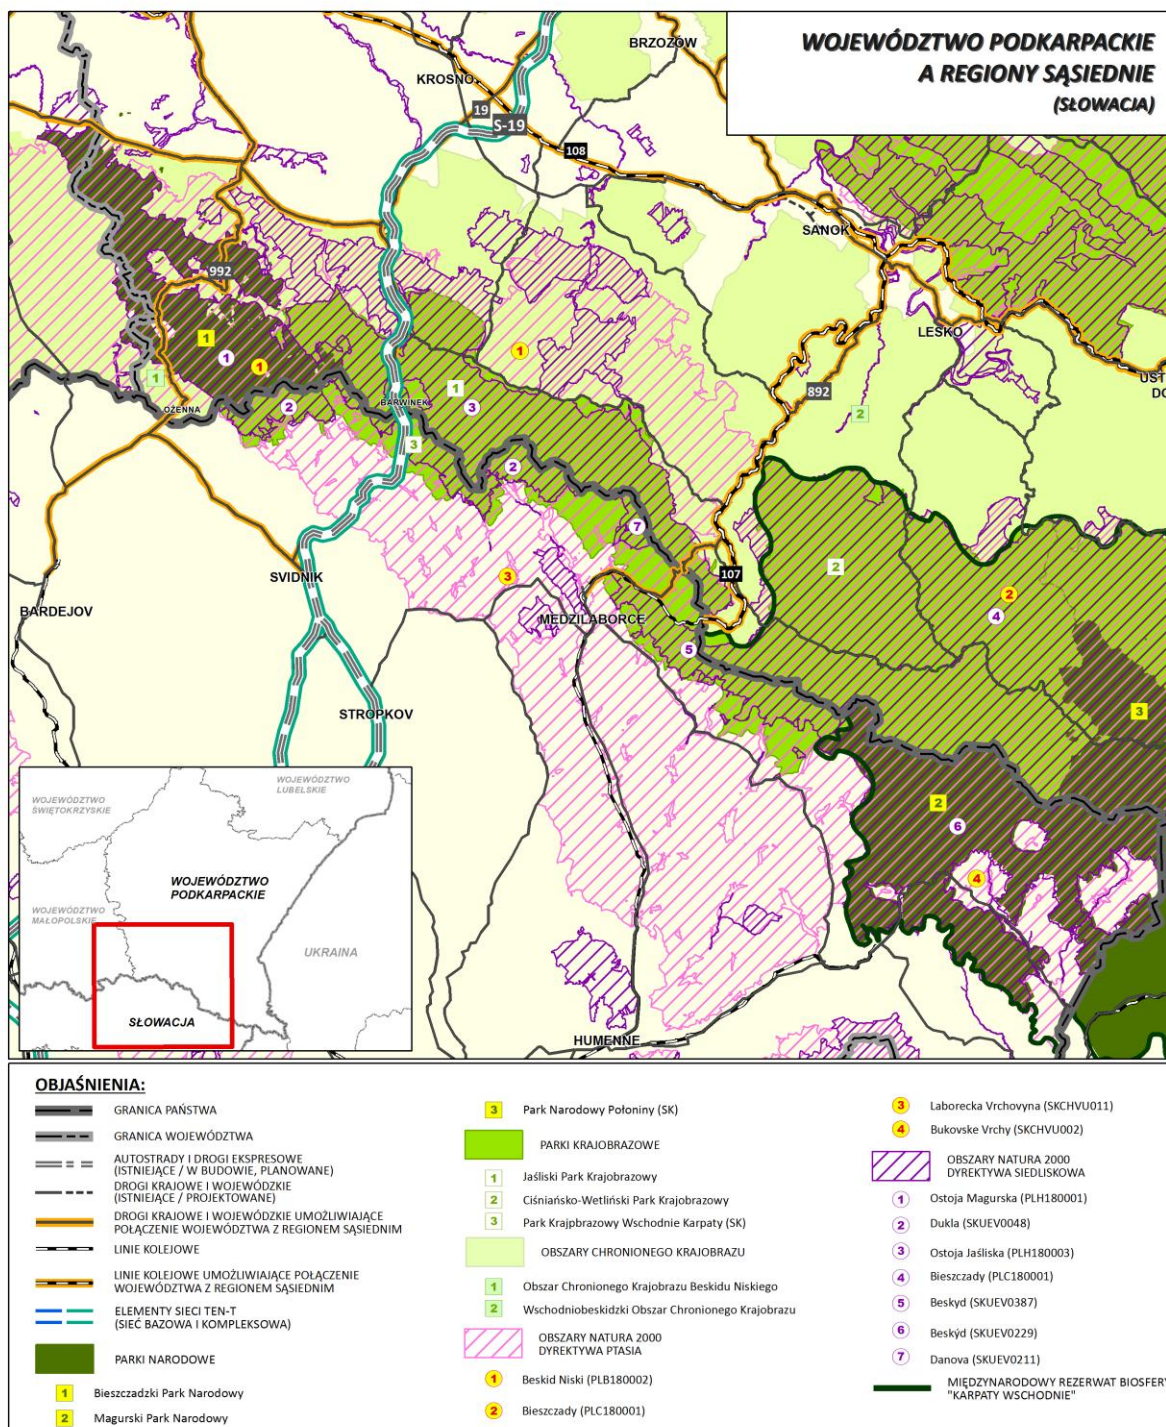 WOJEWÓDZTWO PODKARPACKIE
A REGIONY SĄSIEDNIE
(SŁOWACJA)
BRZOZÓW
KROSNO
19
S-19
108
SANOK
992
LESKO
UST
DO
1
1
1
1
1
892
OŻENNA
2
BARWINEK
1
3
2
3
2
7
3
2
107
2
4
SVIDNIK
BARDEJOV
MEDZILABORCE
5
STROPKOV
3
2
6
4
HUMENNE
WOJEWÓDZTWO
ŚWIĘTOKRZYSKIE
WOJEWÓDZTWO
LUBELSKIE
WOJEWÓDZTWO
PODKARPACKIE
WOJEWÓDZTWO
MAŁOPOLSKIE
UKRAINA
SŁOWACJA
OBJAŚNIENIA:
GRANICA PAŃSTWA
GRANICA WOJEWÓDZTWA
AUTOSTRADY I DROGI EKSPRESOWE
(ISTNIEJĄCE / W BUDOWIE, PLANOWANE)
DROGI KRAJOWE I WOJEWÓDZKIE
(ISTNIEJĄCE / PROJEKTOWANE)
DROGI KRAJOWE I WOJEWÓDZKIE UMOŻLIWIAJĄCE
POŁĄCZENIE WOJEWÓDZTWA Z REGIONEM SĄSIEDNIM
LINIE KOLEJOWE
LINIE KOLEJOWE UMOŻLIWIAJĄCE POŁĄCZENIE
WOJEWÓDZTWA Z REGIONEM SĄSIEDNIM
ELEMENTY SIECI TEN-T
(SIEĆ BAZOWA I KOMPLEKSOWA)
PARKI NARODOWE
1 Bieszczadzki Park Narodowy
2 Magurski Park Narodowy
3 Park Narodowy Połoniny (SK)
PARKI KRAJOBRAZOWE
1 Jaśliski Park Krajobrazowy
2 Ciśniańsko-Wetliński Park Krajobrazowy
3 Park Krajpbrazowy Wschodnie Karpaty (SK)
OBSZARY CHRONIONEGO KRAJOBRAZU
1 Obszar Chronionego Krajobrazu Beskidu Niskiego
2 Wschodniobeskidzki Obszar Chronionego Krajobrazu
OBSZARY NATURA 2000
DYREKTYWA PTASIA
1 Beskid Niski (PLB180002)
2 Bieszczady (PLC180001)
3 Laborecka Vrchovyna (SKCHVU011)
4 Bukovske Vrchy (SKCHVU002)
OBSZARY NATURA 2000
DYREKTYWA SIEDLISKOWA
1 Ostoja Magurska (PLH180001)
2 Dukla (SKUEV0048)
3 Ostoja Jaśliska (PLH180003)
4 Bieszczady (PLC180001)
5 Beskyd (SKUEV0387)
6 Beskýd (SKUEV0229)
7 Danova (SKUEV0211)
MIĘDZYNARODOWY REZERWAT BIOSFERY
"KARPATY WSCHODNIE"